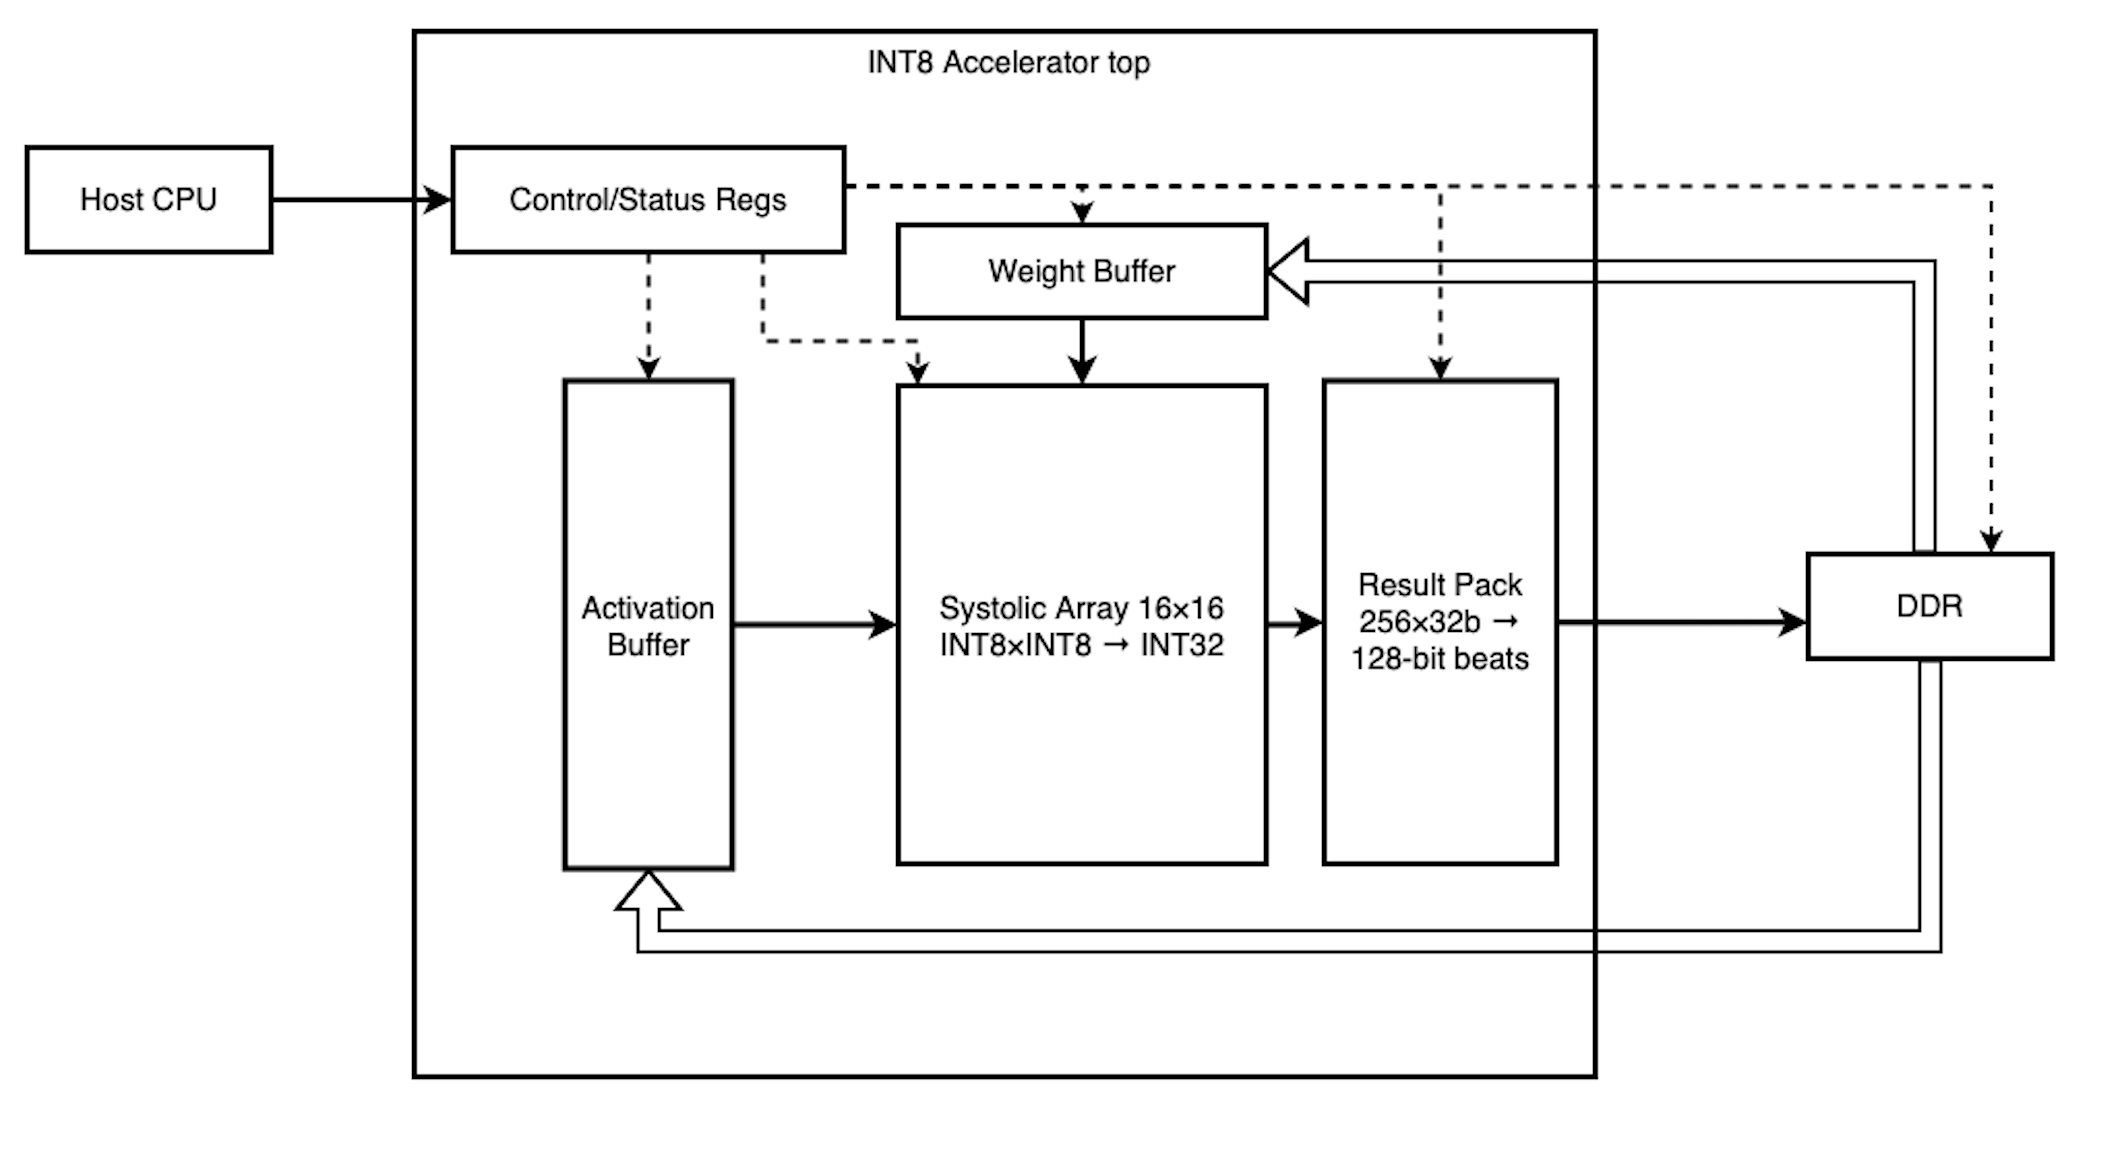 INT8 Accelerator top
Host CPU
Control/Status Regs
Weight Buffer
Activation
Buffer
Systolic Array 16×16
INT8×INT8 → INT32
Result Pack
256×32b →
128-bit beats
DDR